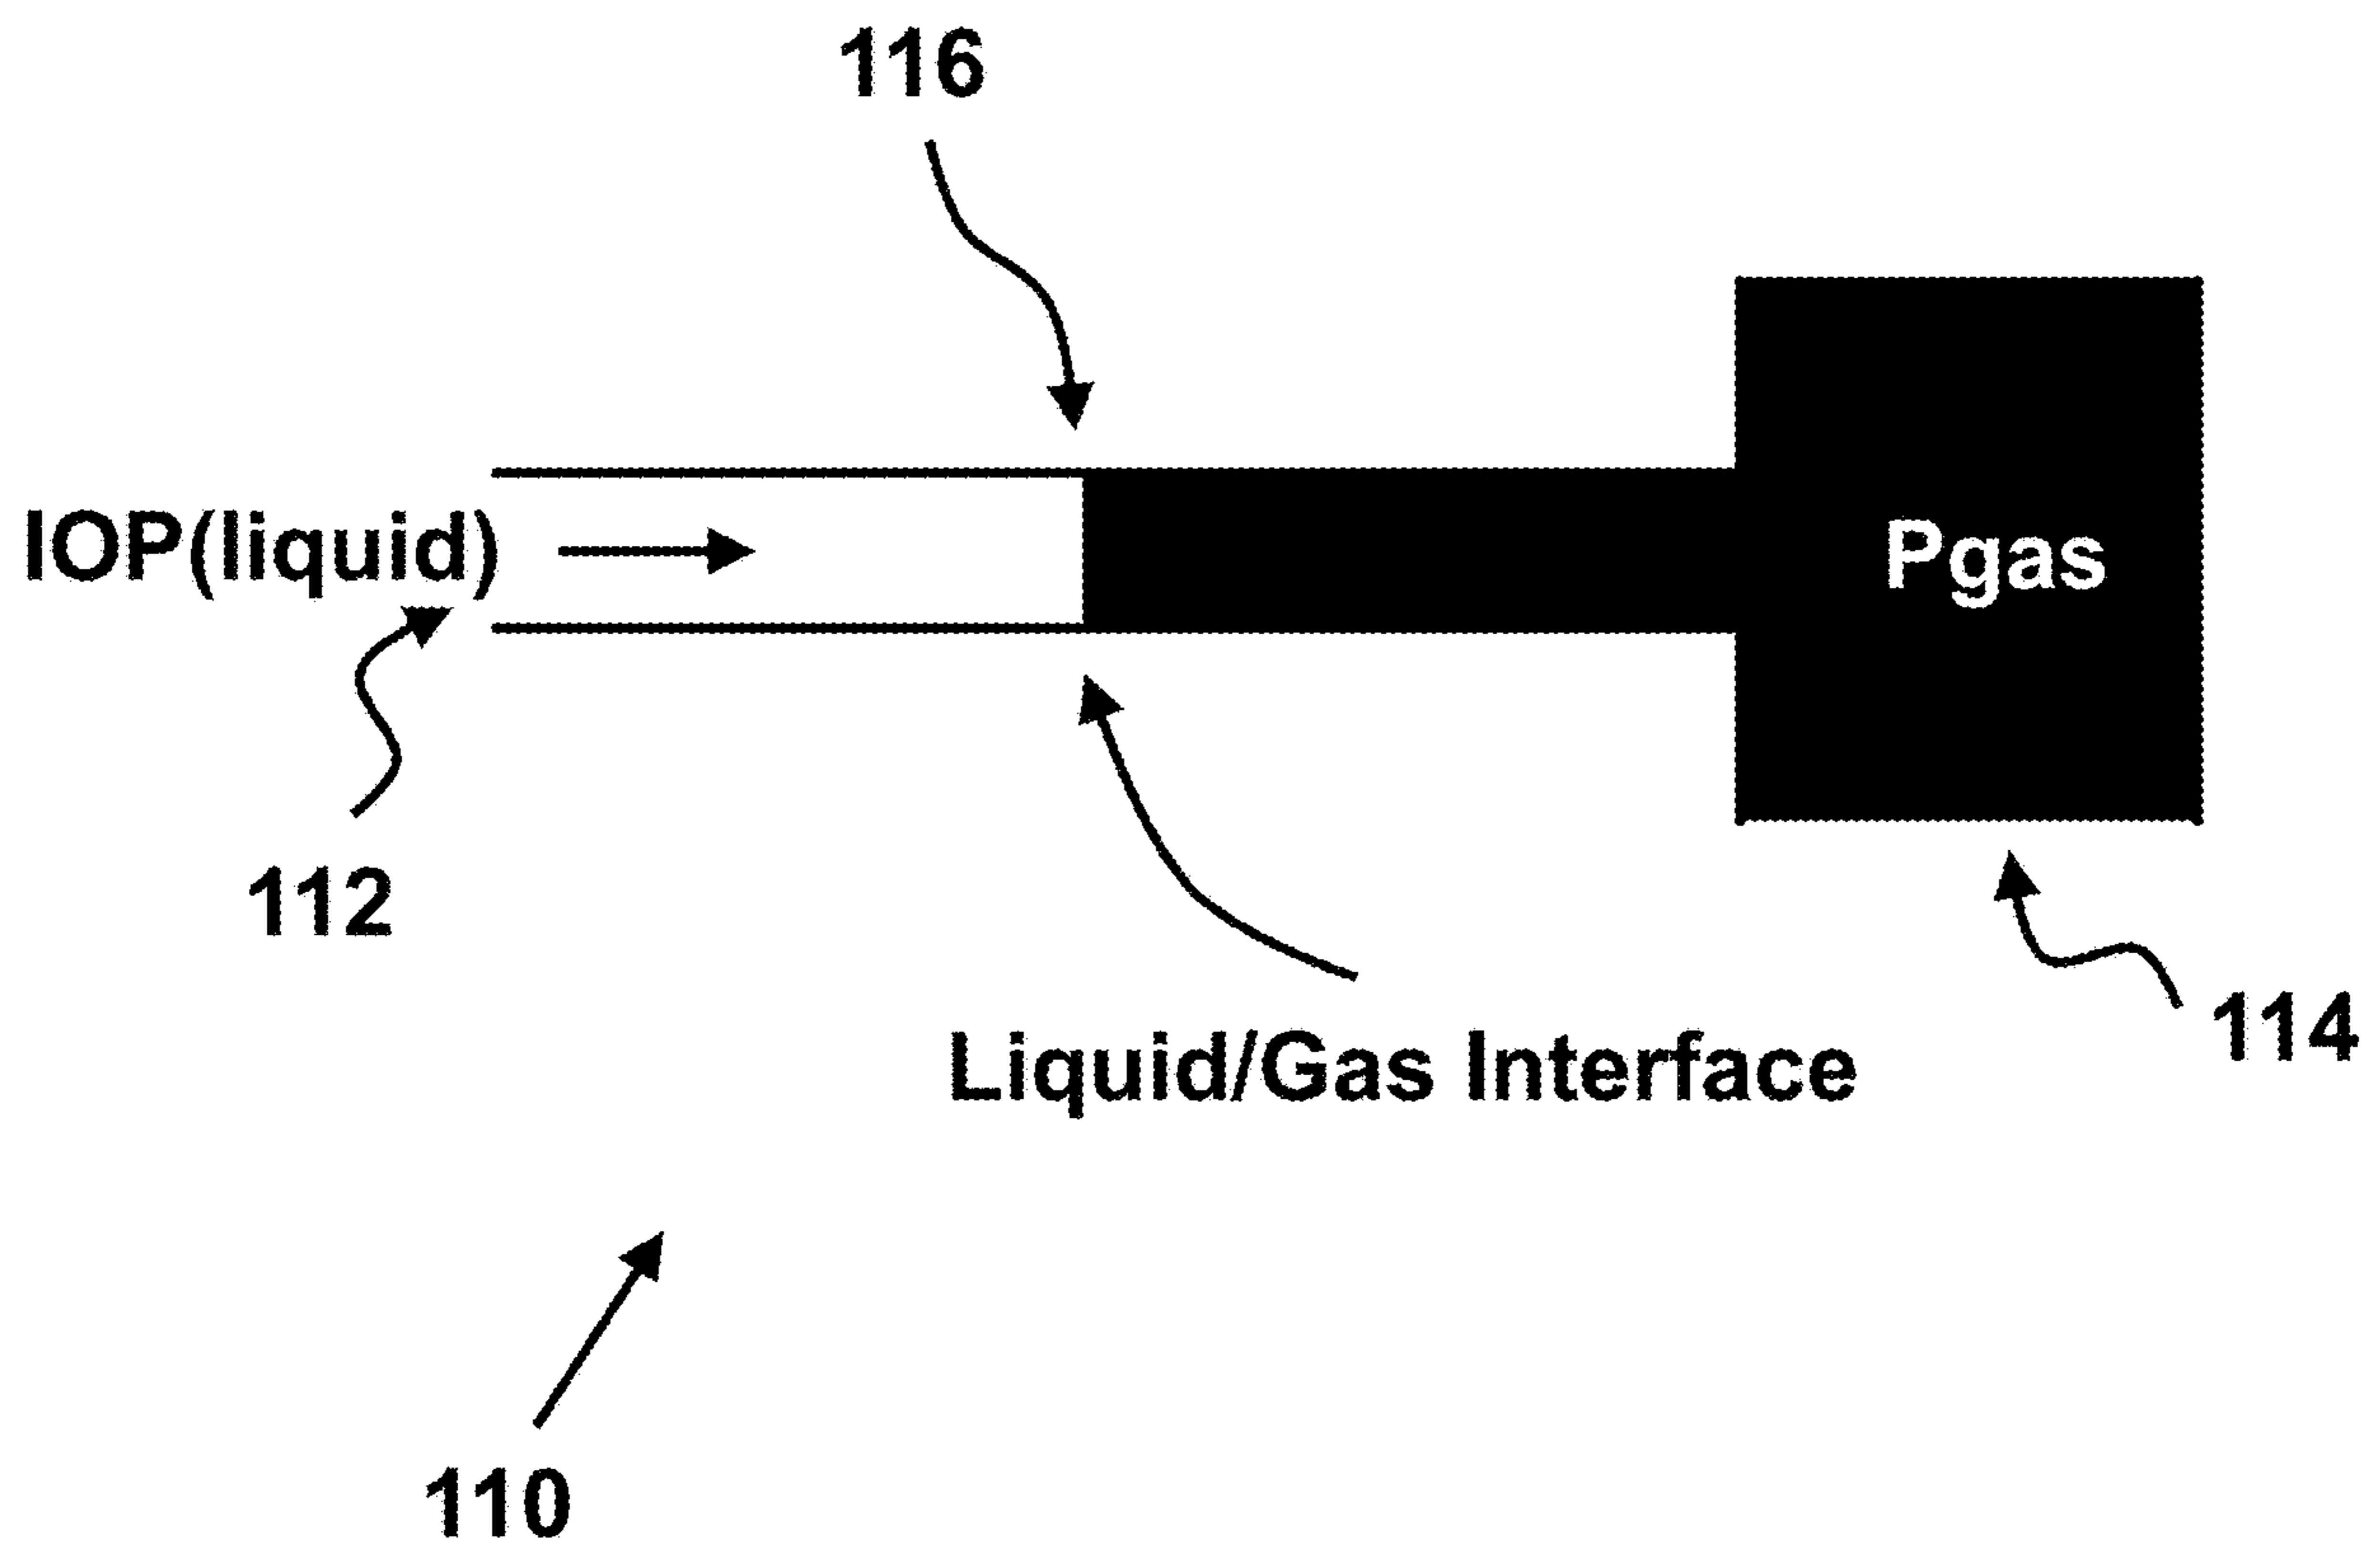 116
IOP(liquid)
Pgas
112
114
Liquid/Gas Interface
110